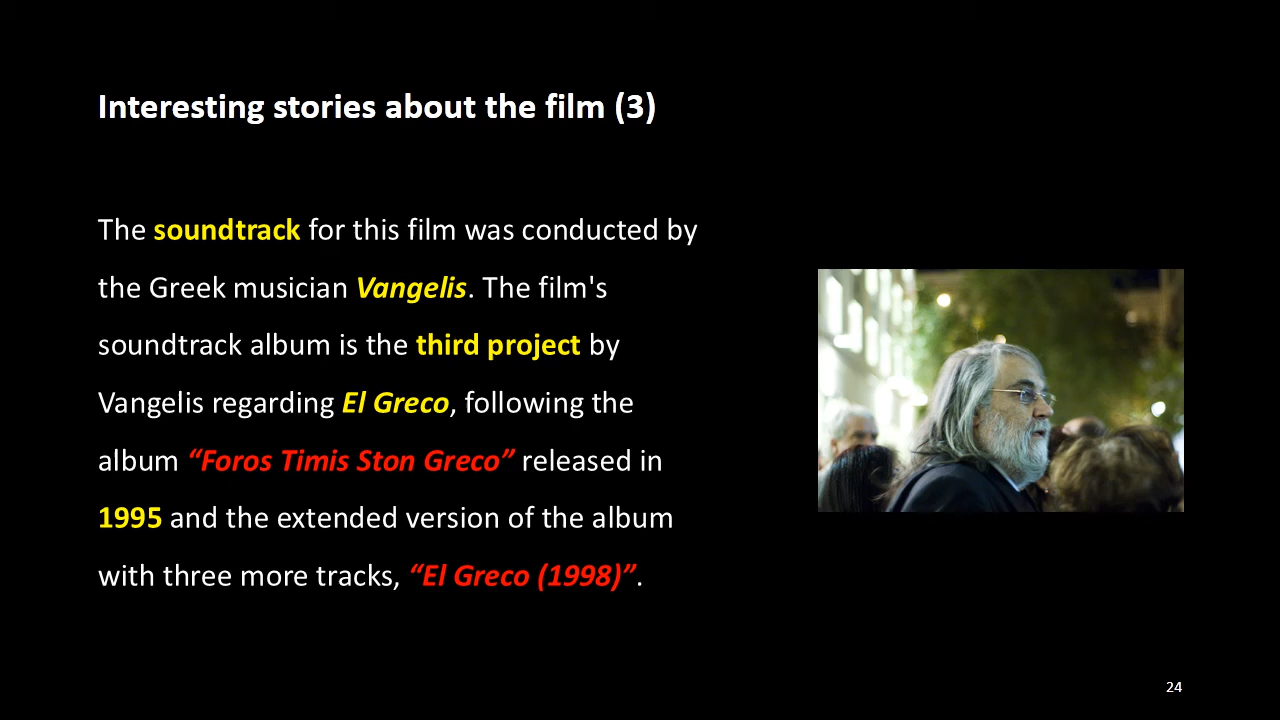 Interesting stories about the film (3)
The soundtrack for this film was conducted by
the Greek musician Vangelis. The film's
soundtrack album is the third project by
Vangelis regarding El Greco, following the
album “Foros Timis Ston Greco” released in
1995 and the extended version of the album
with three more tracks, “El Greco (1998)”.
24